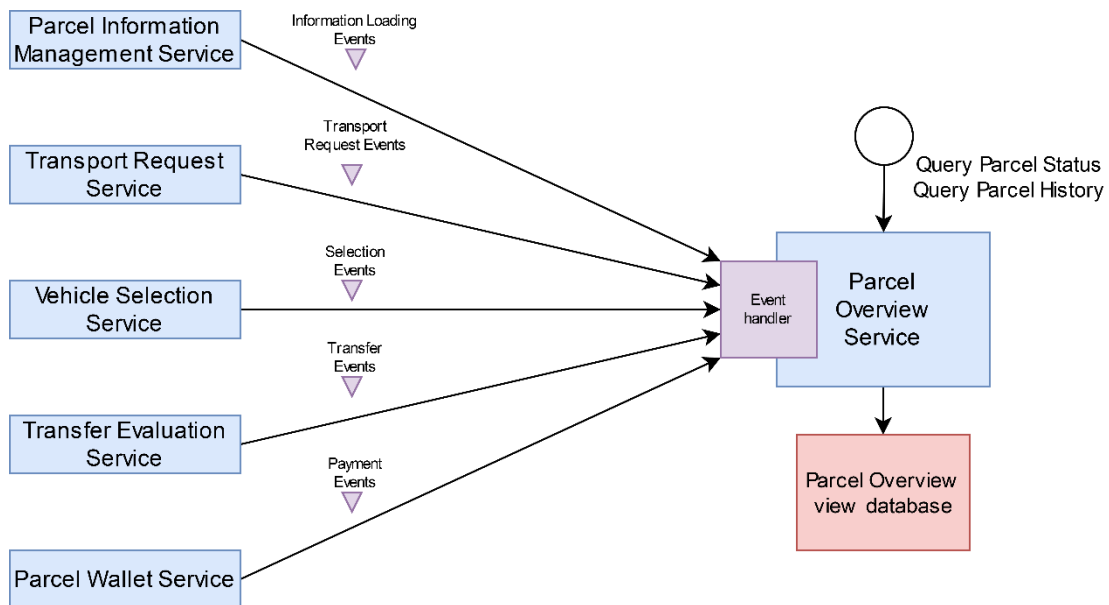 Parcel Information
Management Service
Information Loading
Events
Transport Request
Service
Transport
Request Events
Vehicle Selection
Service
Selection
Events
Transfer Evaluation
Service
Transfer
Events
Parcel Wallet Service
Payment
Events
Event
handler
Query Parcel Status
Query Parcel History
Parcel
Overview
Service
Parcel Overview
view database